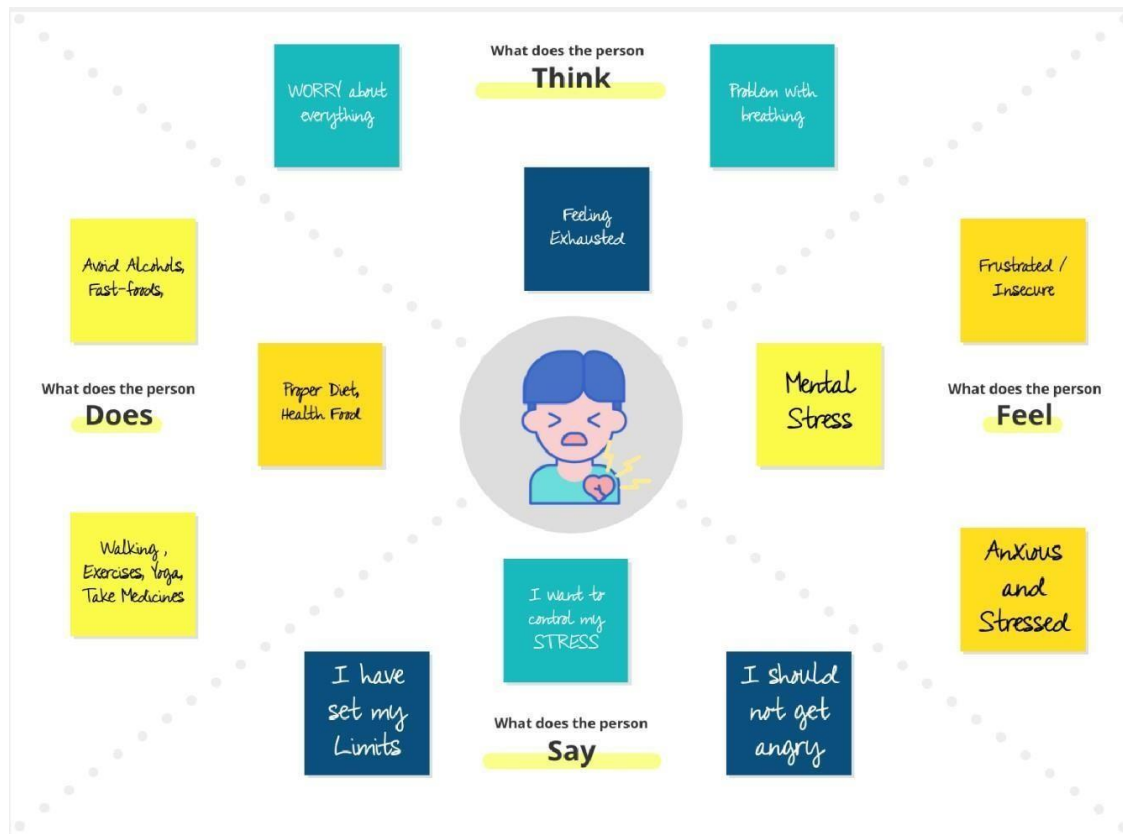 What does the person
Think
WORRY about
everything
Problem with
breathing
Feeling
Exhausted
Avoid Alcohols,
Fast-foods,
What does the person
Does
Proper Diet,
Health Food
Walking,
Exercises, Yoga,
Take Medicines
Frustrated /
Insecure
Mental
Stress
What does the person
Feel
Anxious
and
Stressed
I want to
control my
STRESS
I have
set my
Limits
What does the person
Say
I should
not get
angry